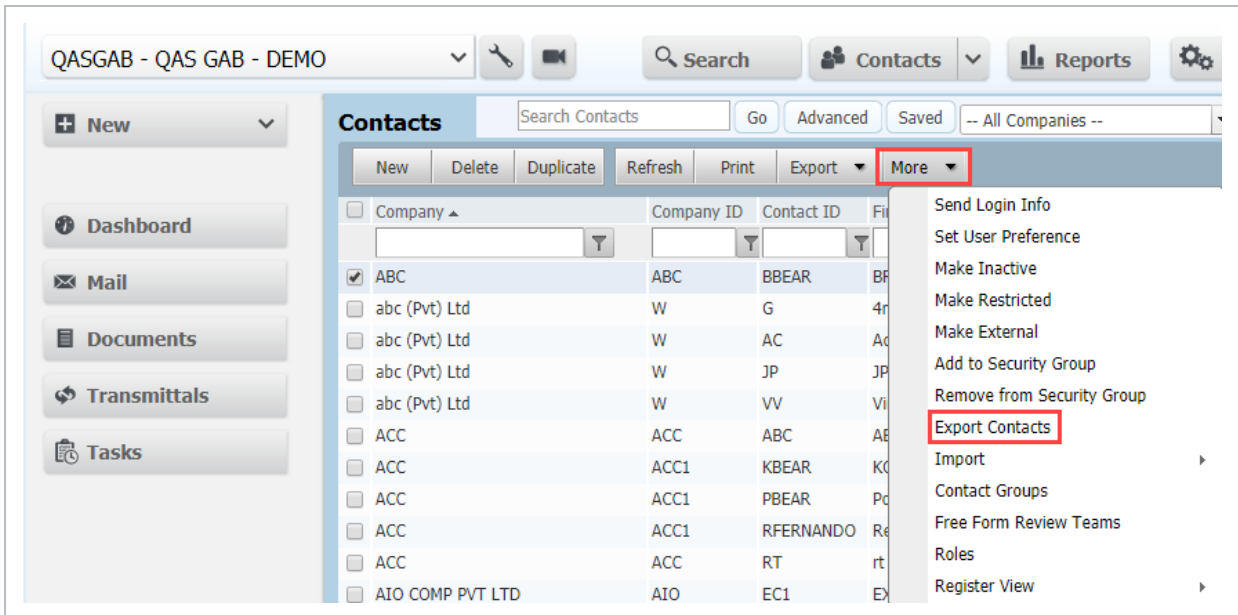 QASGAB - QAS GAB - DEMO Search Contacts Reports
New
Contacts Search Contacts Go Advanced Saved -- All Companies --
New Delete Duplicate Refresh Print Export More
Company Company ID Contact ID
Dashboard
Mail
Documents
Transmittals
Tasks
ABC ABC BBEAR
abc (Pvt) Ltd W G
abc (Pvt) Ltd W AC
abc (Pvt) Ltd W JP JP
abc (Pvt) Ltd W VV
ACC ACC ABC
ACC ACC1 KBEAR
ACC ACC1 PBEAR
ACC ACC1 RFERNANDO
ACC ACC RT rt
AIO COMP PVT LTD AIO EC1
Send Login Info
Set User Preference
Make Inactive
Make Restricted
Make External
Add to Security Group
Remove from Security Group
Export Contacts
Import
Contact Groups
Free Form Review Teams
Roles
Register View